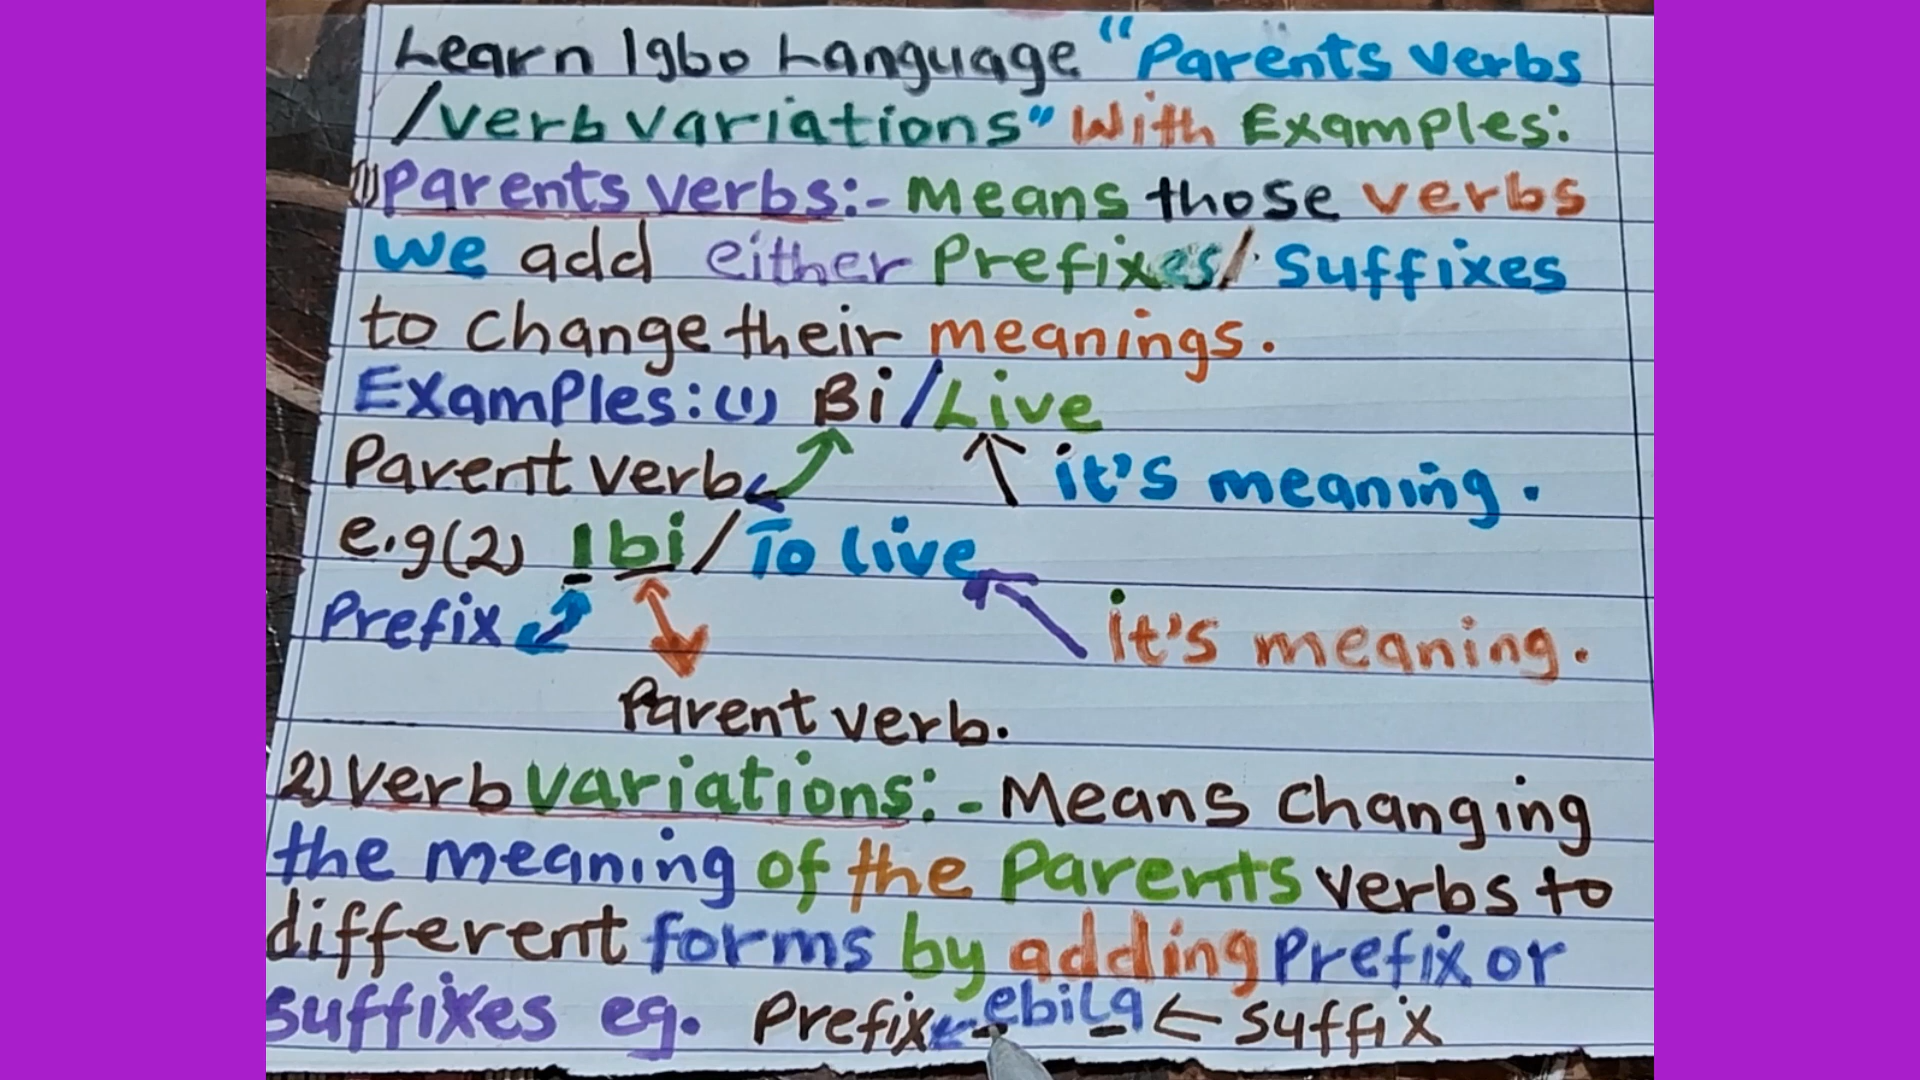 Learn Igbo Language "Parents verbs
/verb variations" With Examples:
(1) Parents verbs:- Means those verbs
we add either Prefixes/ Suffixes
to change their meanings.
Examples: (1) Bi/Live
Parent verb it's meaning.
e.g(2) Ibi/To live
Prefix it's meaning.
Parent verb.
2) verb variations:- Means changing
the meaning of the Parents verbs to
different forms by adding Prefix or
suffixes eg. Prefix ebila suffix